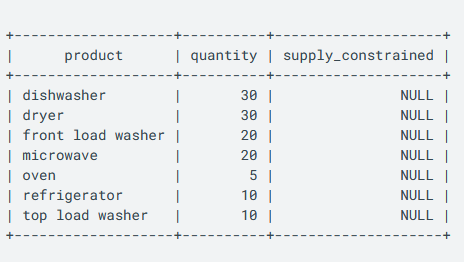 +--------------------+----------+--------------------+
|      product       | quantity | supply_constrained |
+--------------------+----------+--------------------+
| dishwasher         |       30 |               NULL |
| dryer              |       30 |               NULL |
| front load washer  |       20 |               NULL |
| microwave          |       20 |               NULL |
| oven               |        5 |               NULL |
| refrigerator       |       10 |               NULL |
| top load washer    |       10 |               NULL |
+--------------------+----------+--------------------+